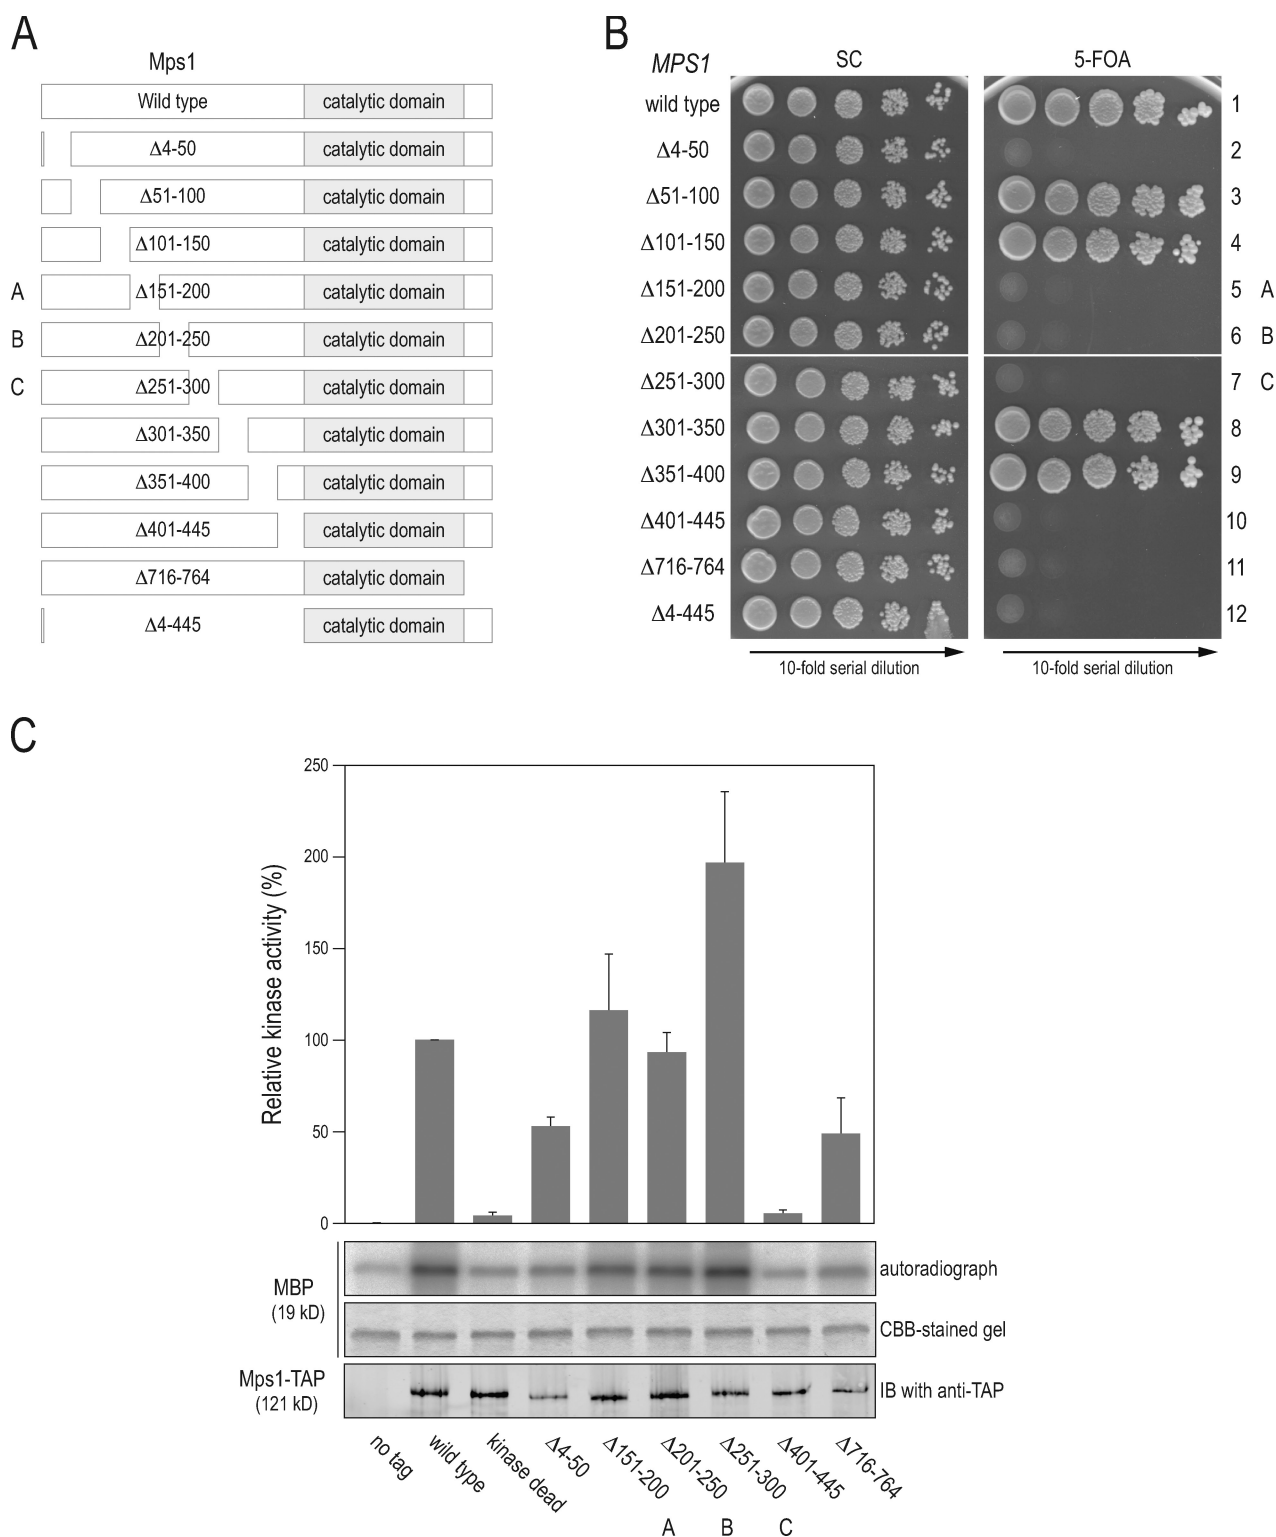 A
Mps1
Wild type catalytic domain
Δ4-50 catalytic domain
Δ51-100 catalytic domain
Δ101-150 catalytic domain
A Δ151-200 catalytic domain
B Δ201-250 catalytic domain
C Δ251-300 catalytic domain
Δ301-350 catalytic domain
Δ351-400 catalytic domain
Δ401-445 catalytic domain
Δ716-764 catalytic domain
Δ4-445 catalytic domain
B
MPS1 SC 5-FOA
wild type 1
Δ4-50 2
Δ51-100 3
Δ101-150 4
Δ151-200 5 A
Δ201-250 6 B
Δ251-300 7 C
Δ301-350 8
Δ351-400 9
Δ401-445 10
Δ716-764 11
Δ4-445 12
10-fold serial dilution 10-fold serial dilution
C
Relative kinase activity (%)
250
200
150
100
50
0
MBP
(19 kD)
autoradiograph
CBB-stained gel
Mps1-TAP
(121 kD)
IB with anti-TAP
no tag
wild type
kinase dead
Δ4-50
Δ151-200
Δ201-250
Δ251-300
Δ401-445
Δ716-764
A B C